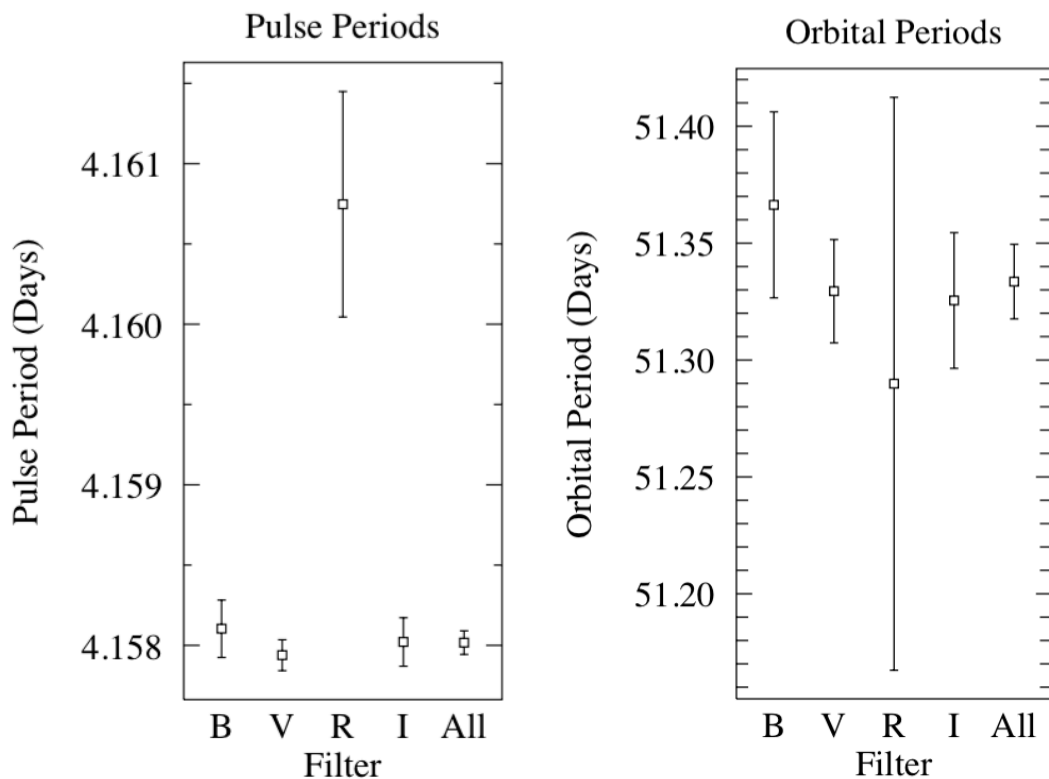 Pulse Periods
Pulse Period (Days)
4.161
4.160
4.159
4.158
B V R I All
Filter
Orbital Periods
Orbital Period (Days)
51.40
51.35
51.30
51.25
51.20
B V R I All
Filter